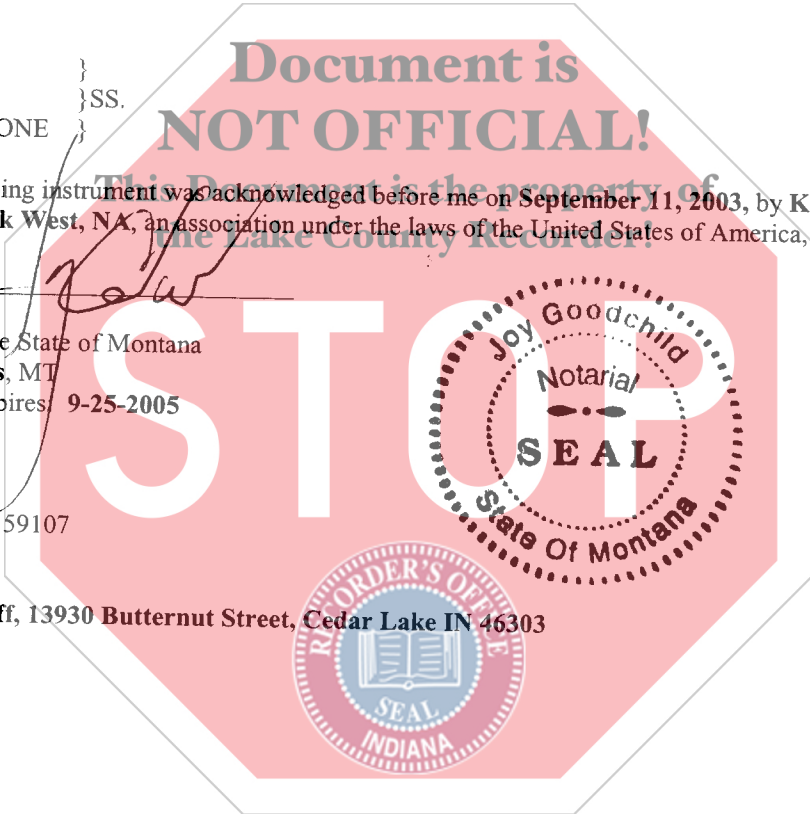 Document is
NOT OFFICIAL!
This Document is the property of
the Lake County Recorder!
}
}SS.
ONE }
ing instrument was acknowledged before me on September 11, 2003, by K
k West, NA, an association under the laws of the United States of America,
e State of Montana
s, MT
pires: 9-25-2005
59107
ff, 13930 Butternut Street, Cedar Lake IN 46303
STOP
Joy Goodchild
Notarial
SEAL
State Of Montana
RECORDER'S OFFICE
SEAL
INDIANA